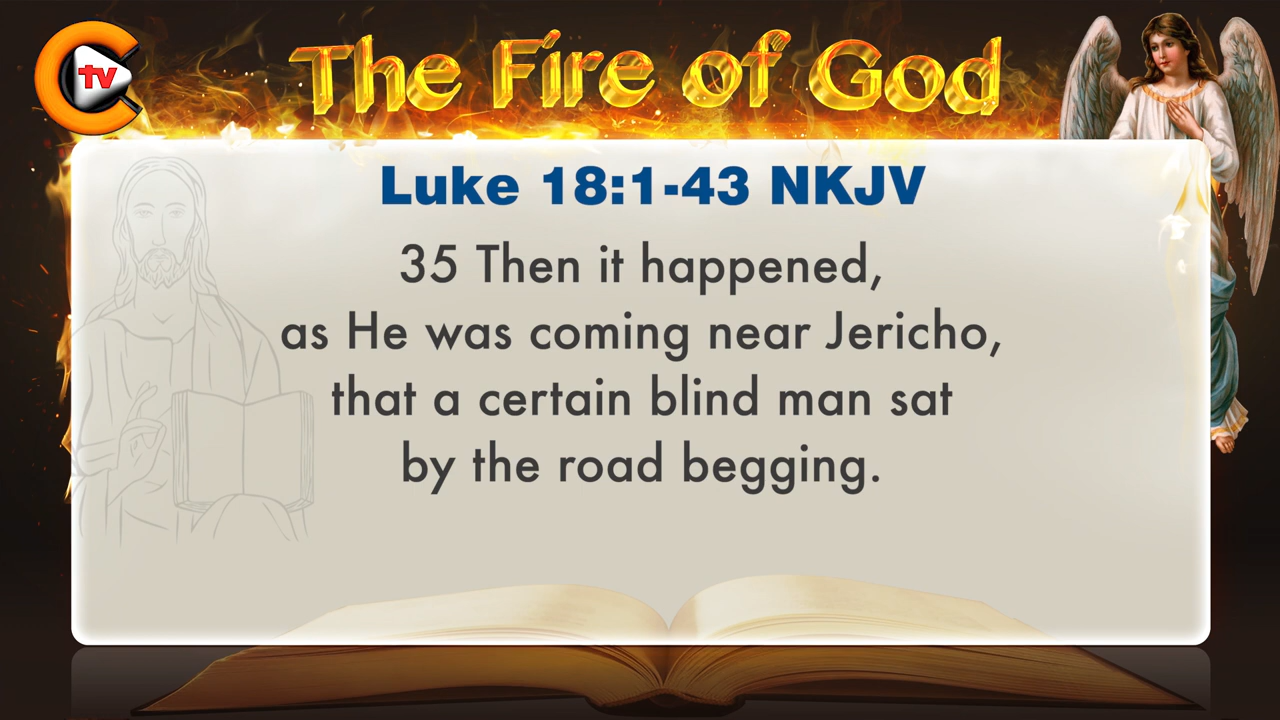 tv
The Fire of God
Luke 18:1-43 NKJV
35 Then it happened,
as He was coming near Jericho,
that a certain blind man sat
by the road begging.